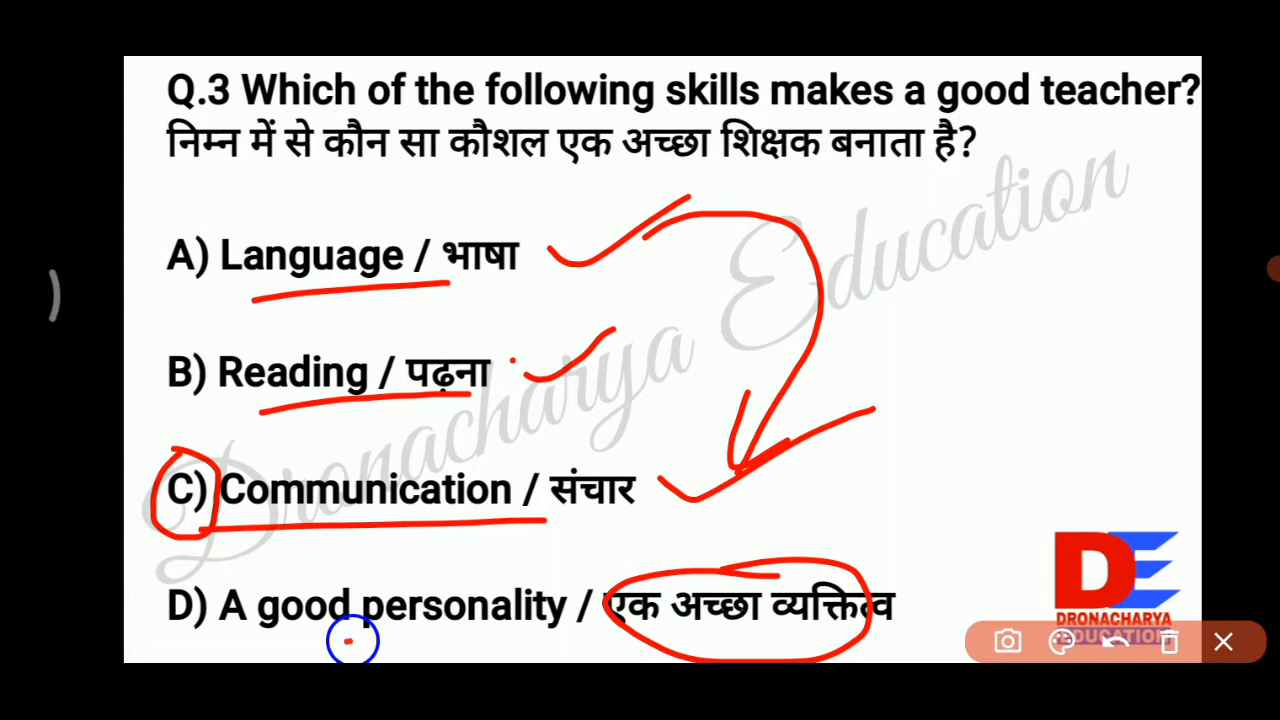 Q.3 Which of the following skills makes a good teacher?
निम्न में से कौन सा कौशल एक अच्छा शिक्षक बनाता है?
A) Language / भाषा
B) Reading / पढ़ना
C) Communication / संचार
D) A good personality / एक अच्छा व्यक्तित्व
Dronacharya Education
DE
DRONACHARYA
EDUCATION